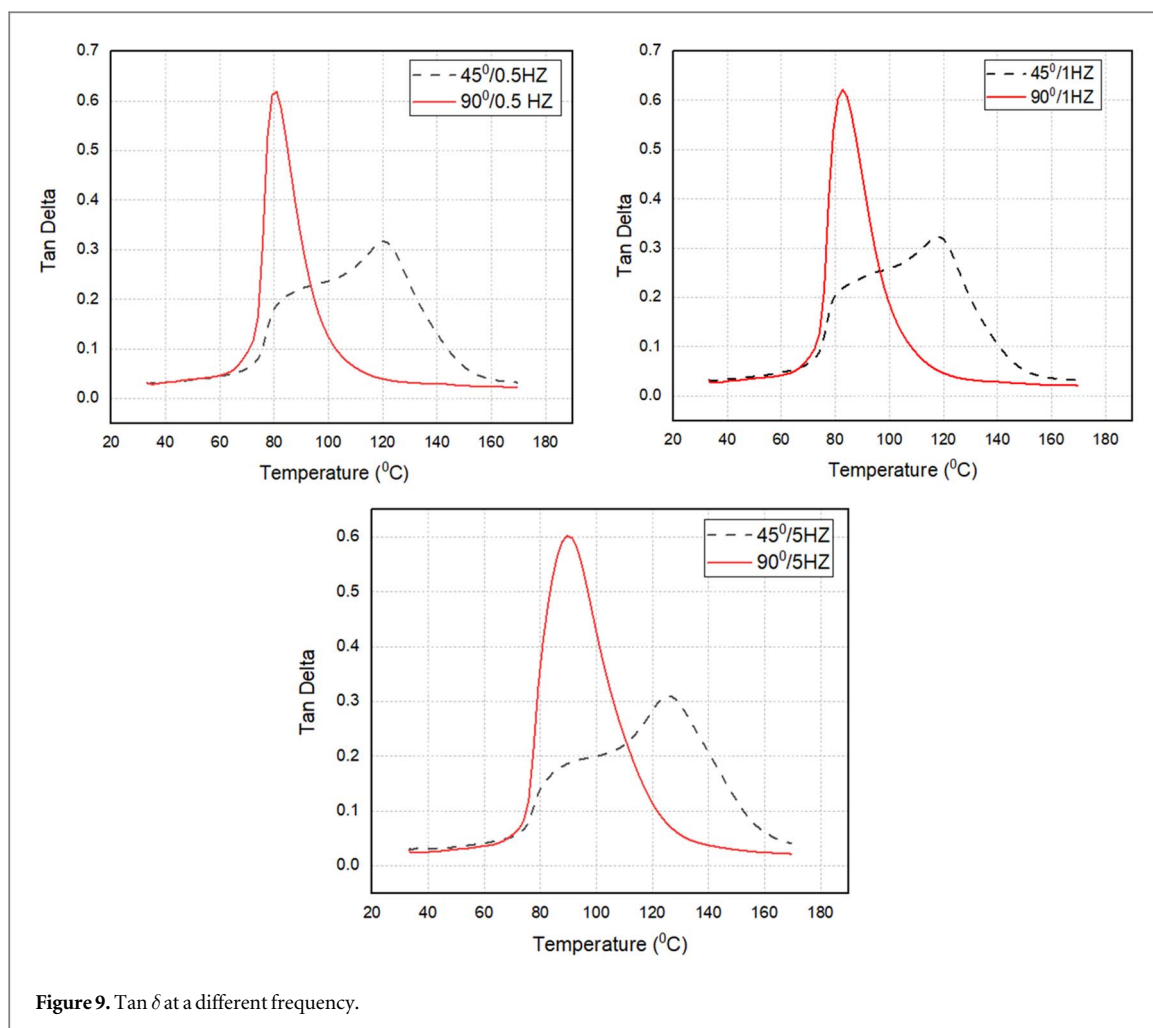 0.7
0.6
0.5
0.4
0.3
0.2
0.1
0.0
Tan Delta
45⁰/0.5HZ
90⁰/0.5 HZ
20 40 60 80 100 120 140 160 180
Temperature (⁰C)
0.7
0.6
0.5
0.4
0.3
0.2
0.1
0.0
Tan Delta
45⁰/1HZ
90⁰/1HZ
20 40 60 80 100 120 140 160 180
Temperature (⁰C)
0.6
0.5
0.4
0.3
0.2
0.1
0.0
Tan Delta
45⁰/5HZ
90⁰/5HZ
20 40 60 80 100 120 140 160 180
Temperature (⁰C)
Figure 9. Tan δ at a different frequency.